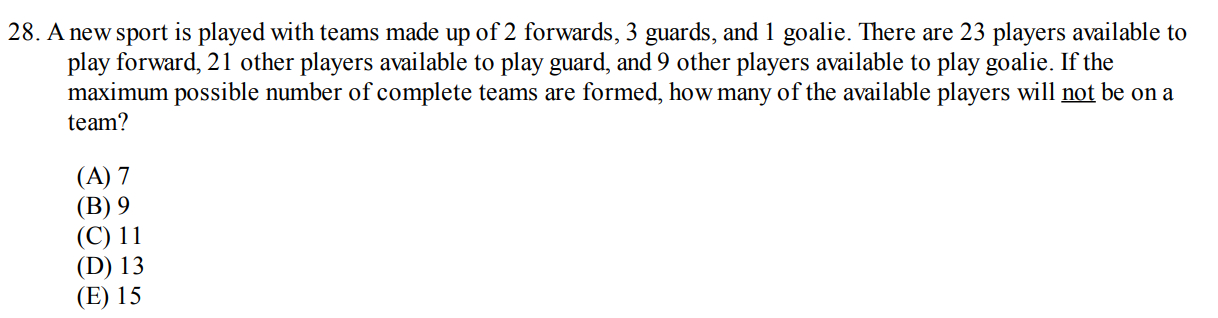 28. A new sport is played with teams made up of 2 forwards, 3 guards, and 1 goalie. There are 23 players available to
play forward, 21 other players available to play guard, and 9 other players available to play goalie. If the
maximum possible number of complete teams are formed, how many of the available players will not be on a
team?
(A) 7
(B) 9
(C) 11
(D) 13
(E) 15